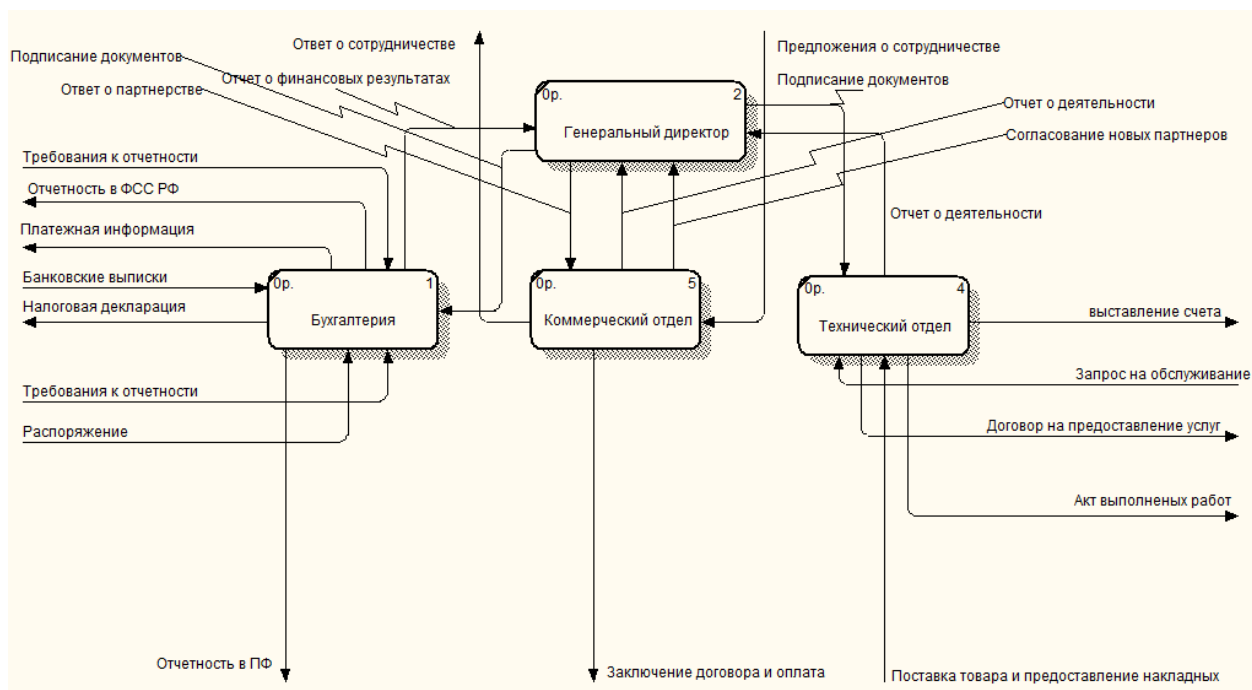 Ответ о сотрудничестве
Предложения о сотрудничестве
Подписание документов
Отчет о финансовых результатах
Подписание документов
Ответ о партнерстве
0р. 2
Генеральный директор
Отчет о деятельности
Согласование новых партнеров
Требования к отчетности
Отчетность в ФСС РФ
Отчет о деятельности
Платежная информация
Банковские выписки
Налоговая декларация
0р. 1
Бухгалтерия
0р. 5
Коммерческий отдел
0р. 4
Технический отдел
выставление счета
Запрос на обслуживание
Требования к отчетности
Распоряжение
Договор на предоставление услуг
Акт выполненых работ
Отчетность в ПФ
Заключение договора и оплата
Поставка товара и предоставление накладных